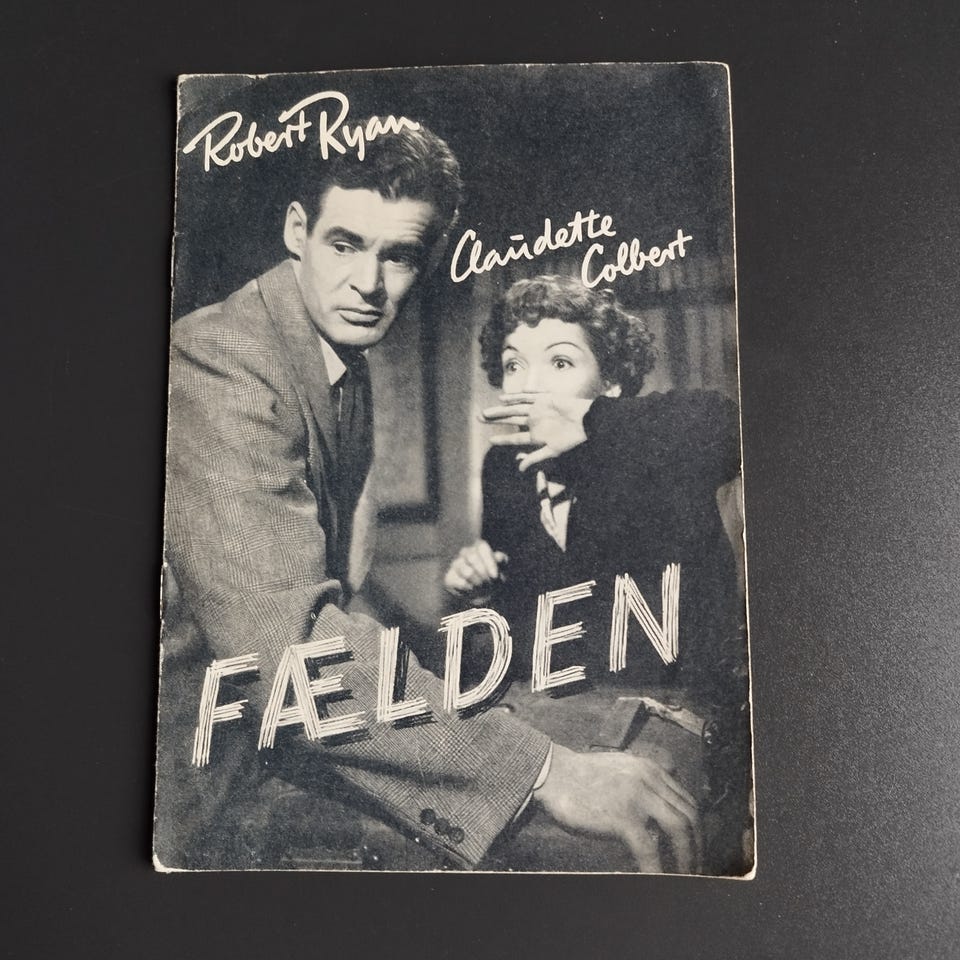 Robert Ryan
Claudette
Colbert
FÆLDEN